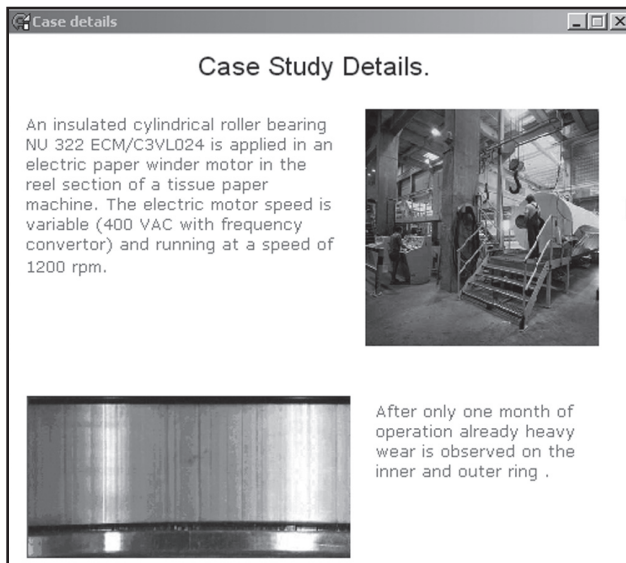 Case details
Case Study Details.
An insulated cylindrical roller bearing
NU 322 ECM/C3VL024 is applied in an
electric paper winder motor in the
reel section of a tissue paper
machine. The electric motor speed is
variable (400 VAC with frequency
convertor) and running at a speed of
1200 rpm.
After only one month of
operation already heavy
wear is observed on the
inner and outer ring .